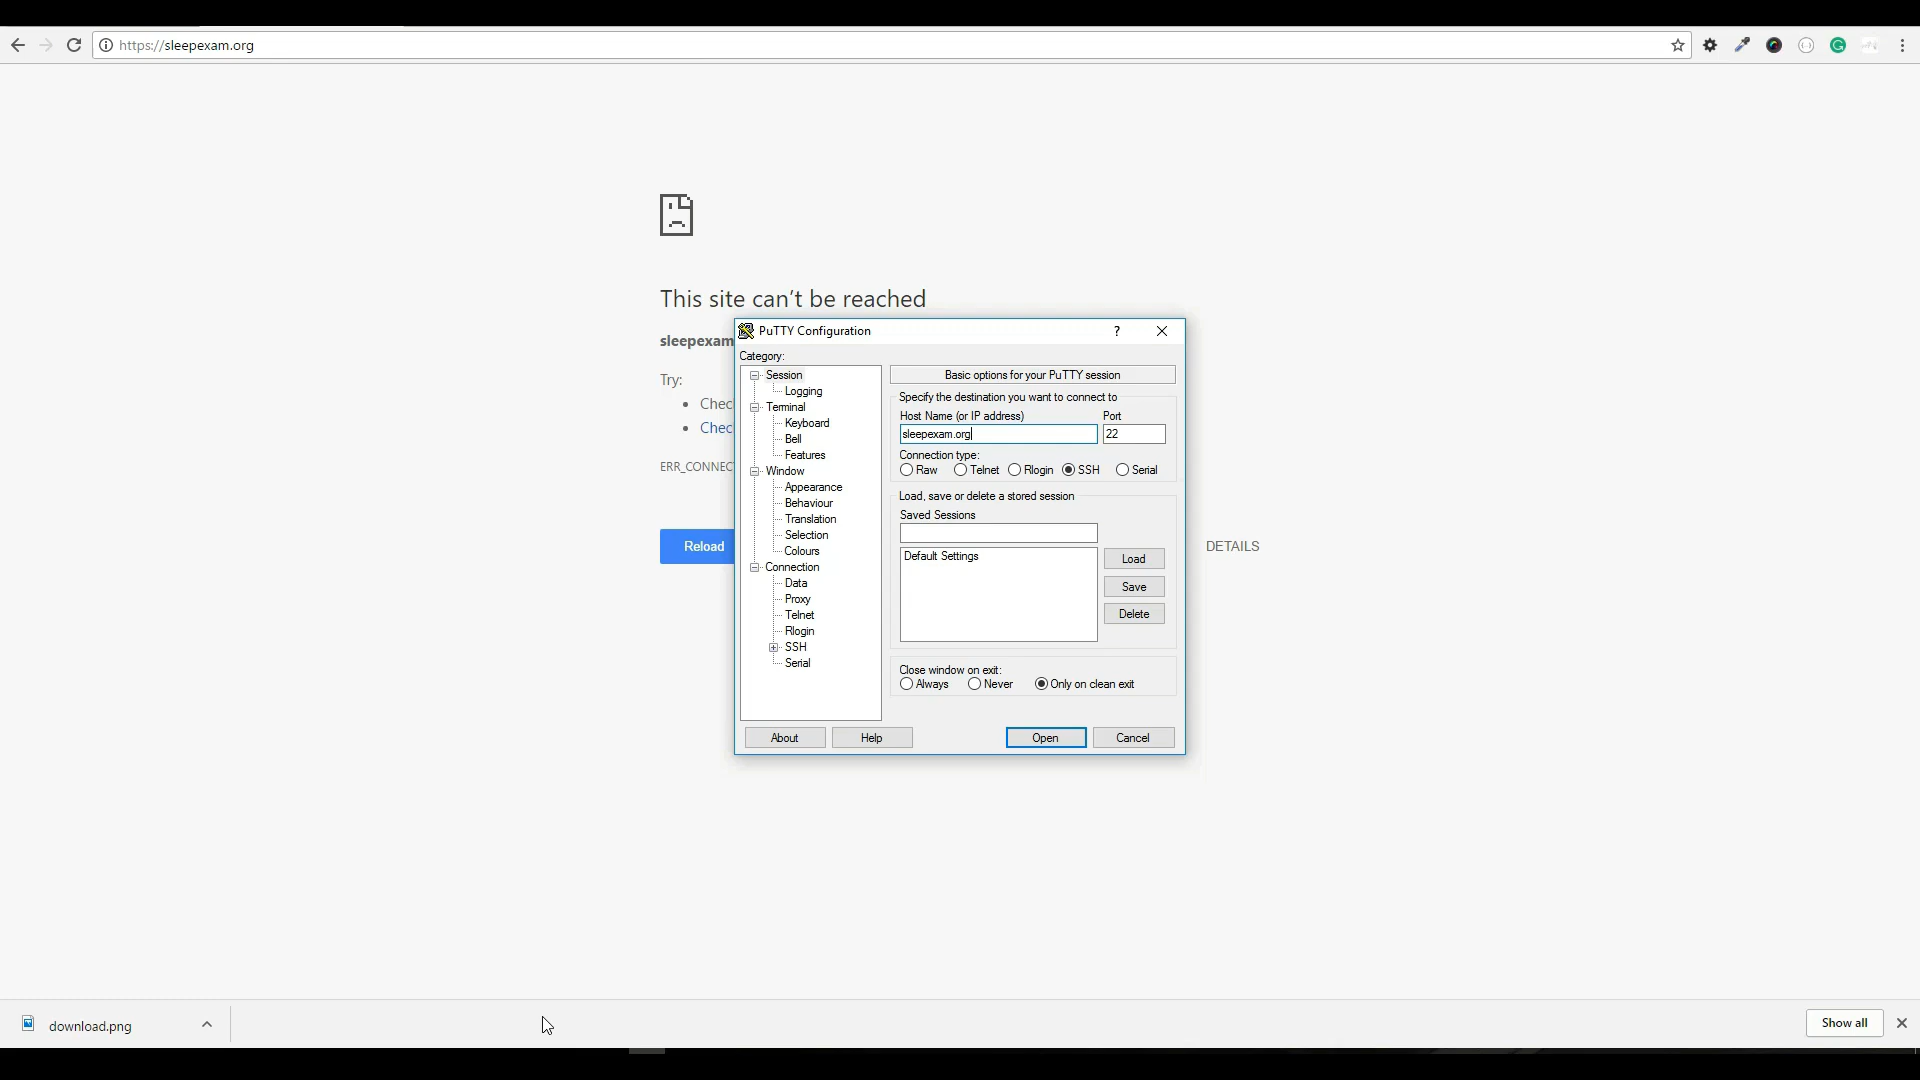 https://sleepexam.org
This site can't be reached
sleepexam
Try:
Chec
Chec
ERR_CONNEC
Reload
DETAILS
PuTTY Configuration
?
Category:
Session
Logging
Terminal
Keyboard
Bell
Features
Window
Appearance
Behaviour
Translation
Selection
Colours
Connection
Data
Proxy
Telnet
Rlogin
SSH
Serial
Basic options for your PuTTY session
Specify the destination you want to connect to
Host Name (or IP address) Port
sleepexam.org 22
Connection type:
Raw Telnet Rlogin SSH Serial
Load, save or delete a stored session
Saved Sessions
Default Settings
Load
Save
Delete
Close window on exit:
Always Never Only on clean exit
About Help Open Cancel
download.png
Show all